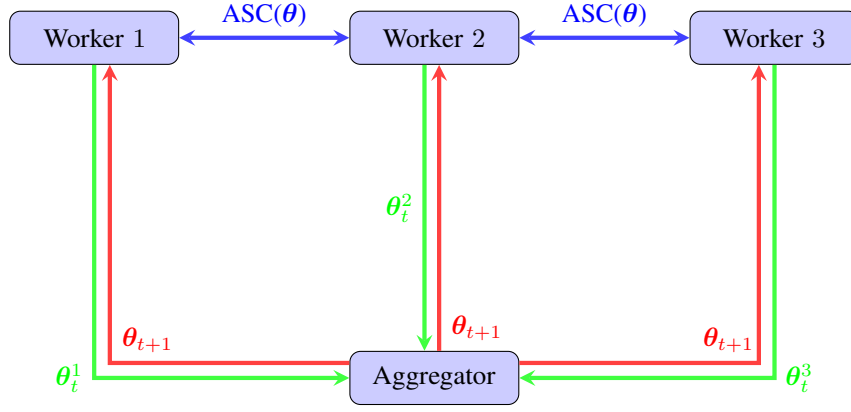 ASC(θ) ASC(θ)
Worker 1 Worker 2 Worker 3
θ_t^2
θ_{t+1} θ_{t+1} θ_{t+1}
θ_t^1 Aggregator θ_t^3